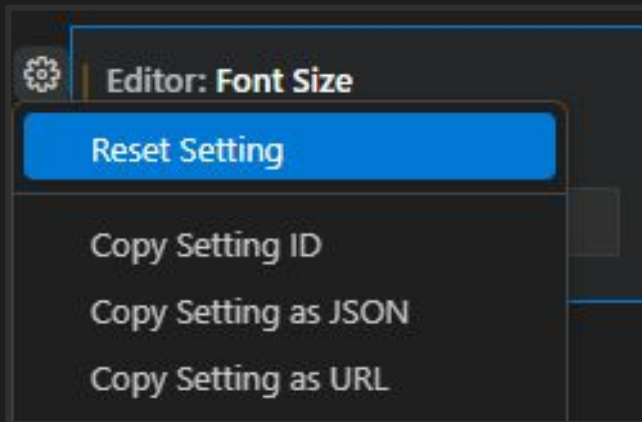 Editor: Font Size
Reset Setting
Copy Setting ID
Copy Setting as JSON
Copy Setting as URL